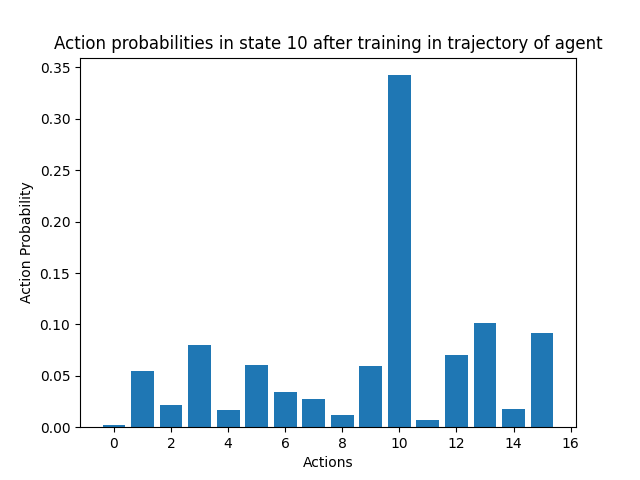 Action probabilities in state 10 after training in trajectory of agent
0.35
0.30
0.25
0.20
0.15
0.10
0.05
0.00
Action Probability
0 2 4 6 8 10 12 14 16
Actions